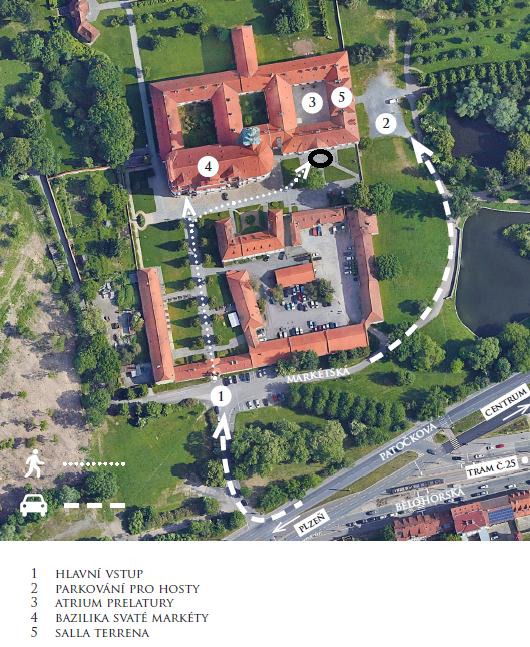 3
5
2
4
MARKÉTSKÁ
1
CENTRUM
PATOČKOVA
TRAM Č.25
BĚLOHORSKÁ
PLZEŇ
1 HLAVNÍ VSTUP
2 PARKOVÁNÍ PRO HOSTY
3 ATRIUM PRELATURY
4 BAZILIKA SVATÉ MARKÉTY
5 SALLA TERRENA